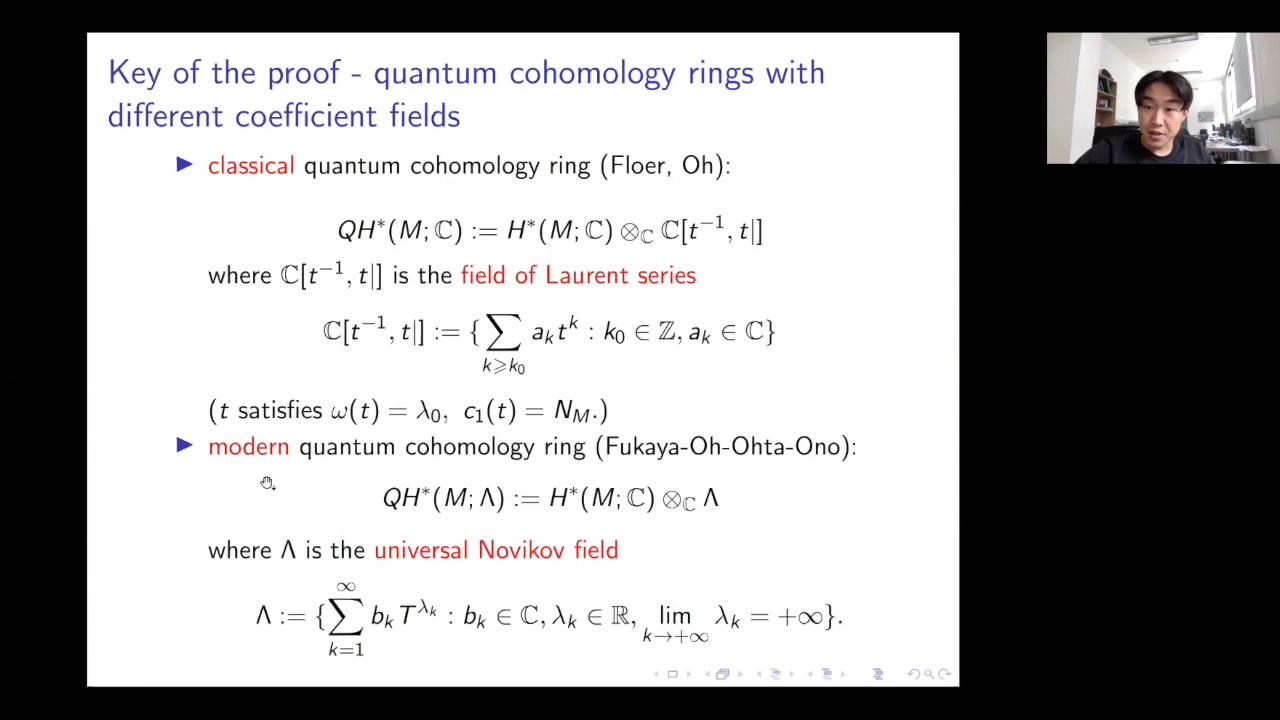 Key of the proof - quantum cohomology rings with
different coefficient fields
▶ classical quantum cohomology ring (Floer, Oh):
QH*(M; ℂ) := H*(M; ℂ) ⊗_ℂ ℂ[t⁻¹, t|]
where ℂ[t⁻¹, t|] is the field of Laurent series
ℂ[t⁻¹, t|] := { ∑_{k⩾k₀} a_k t^k : k₀ ∈ ℤ, a_k ∈ ℂ}
(t satisfies ω(t) = λ₀, c₁(t) = N_M.)
▶ modern quantum cohomology ring (Fukaya-Oh-Ohta-Ono):
QH*(M; Λ) := H*(M; ℂ) ⊗_ℂ Λ
where Λ is the universal Novikov field
Λ := { ∑_{k=1}^{∞} b_k T^{λ_k} : b_k ∈ ℂ, λ_k ∈ ℝ, lim_{k→+∞} λ_k = +∞}.